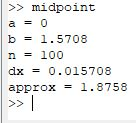 >> midpoint
a = 0
b = 1.5708
n = 100
dx = 0.015708
approx = 1.8758
>>